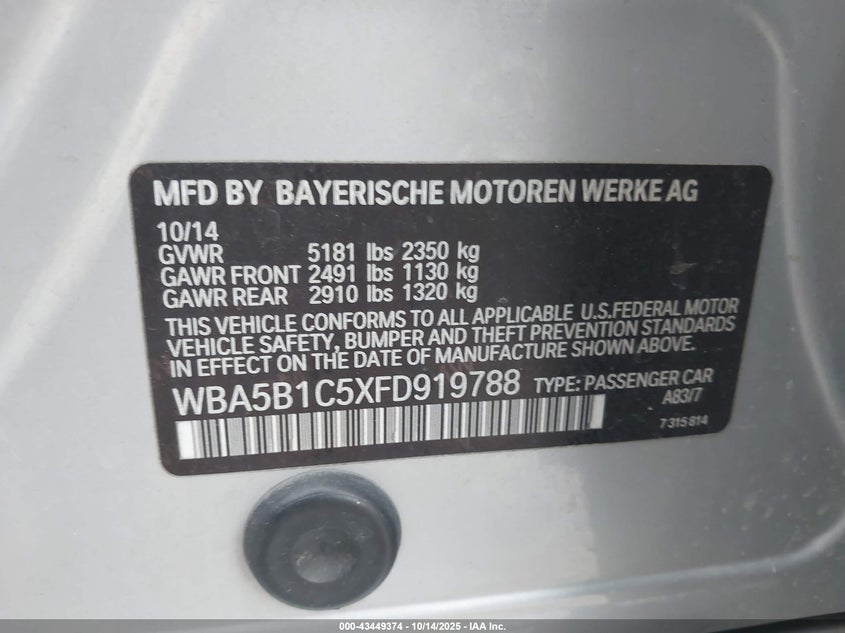 MFD BY BAYERISCHE MOTOREN WERKE AG
10/14
GVWR 5181 lbs 2350 kg
GAWR FRONT 2491 lbs 1130 kg
GAWR REAR 2910 lbs 1320 kg
THIS VEHICLE CONFORMS TO ALL APPLICABLE U.S.FEDERAL MOTOR
VEHICLE SAFETY, BUMPER AND THEFT PREVENTION STANDARDS
IN EFFECT ON THE DATE OF MANUFACTURE SHOWN ABOVE.
WBA5B1C5XFD919788 TYPE: PASSENGER CAR
A83/7
7 315 814
000-43449374 | 10/14/2025 - IAA Inc.